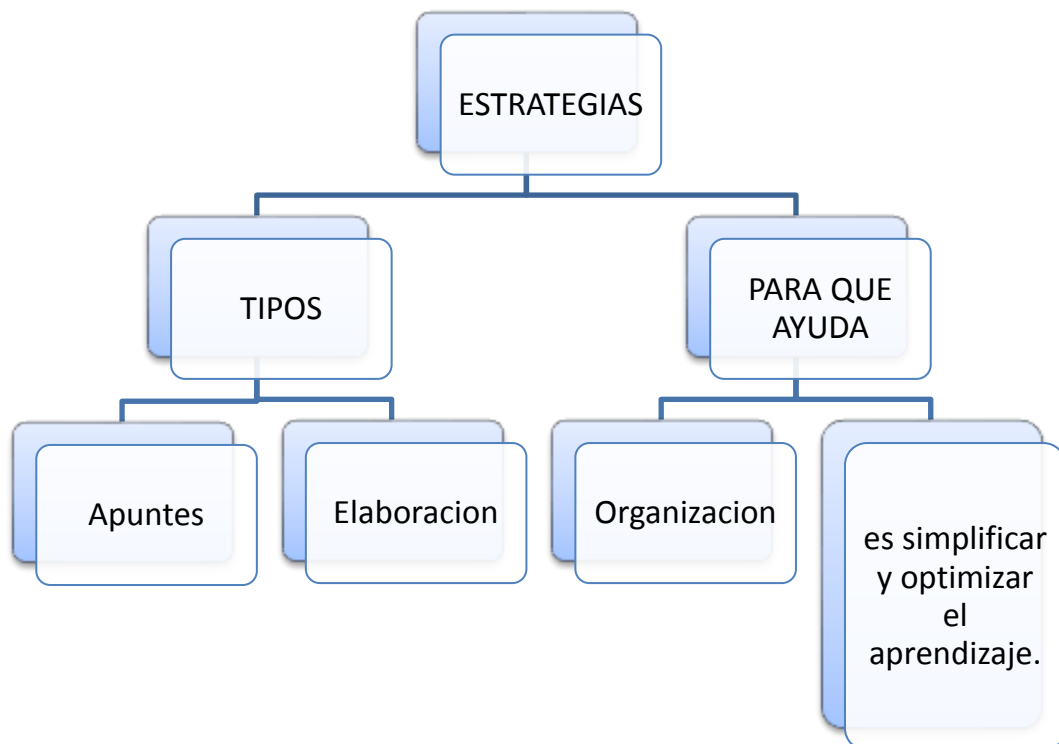 ESTRATEGIAS
TIPOS
PARA QUE
AYUDA
Apuntes
Elaboracion
Organizacion
es simplificar
y optimizar
el
aprendizaje.